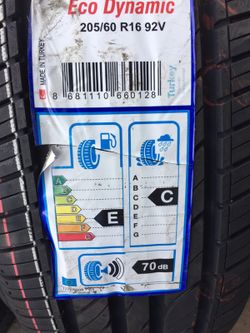 Eco Dynamic
205/60 R16 92V
MADE IN TURKEY
8 681110 660128
Turkey
A
B
C
D
E
F
G
E
A
B
C
D
E
F
G
C
70 dB